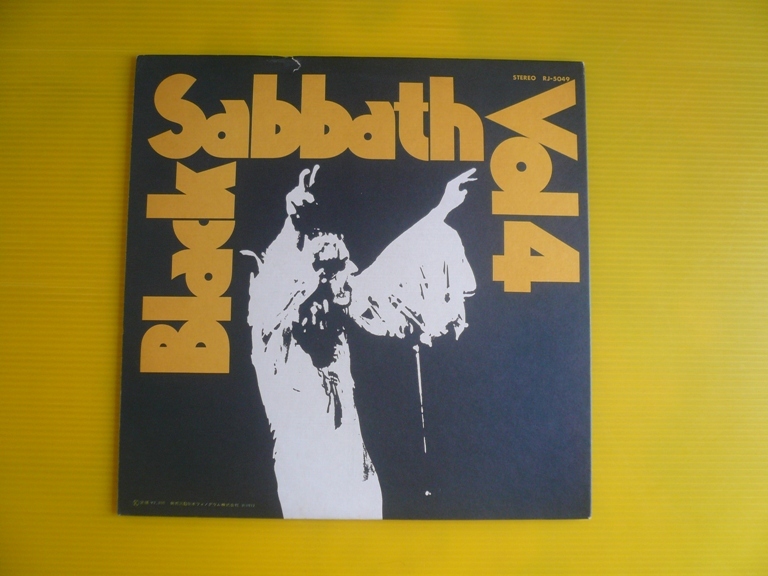 Black
Sabbath
Vol 4
STEREO RJ-5049